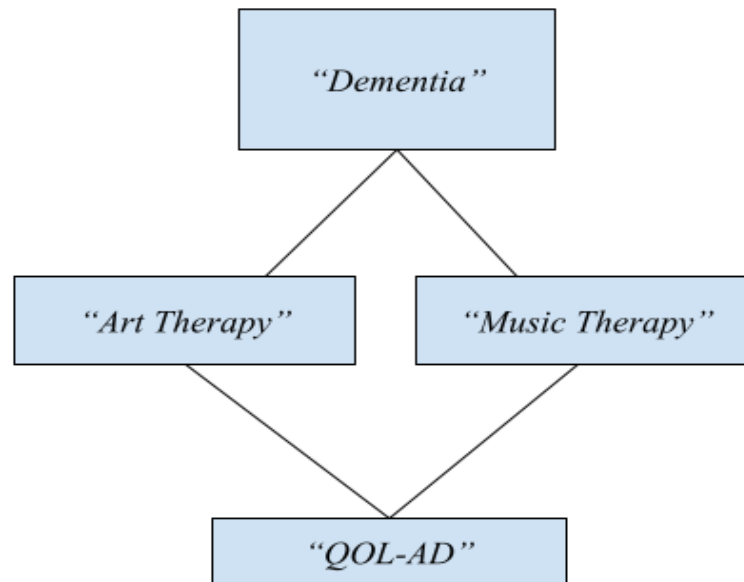 “Dementia”
“Art Therapy”
“Music Therapy”
“QOL-AD”